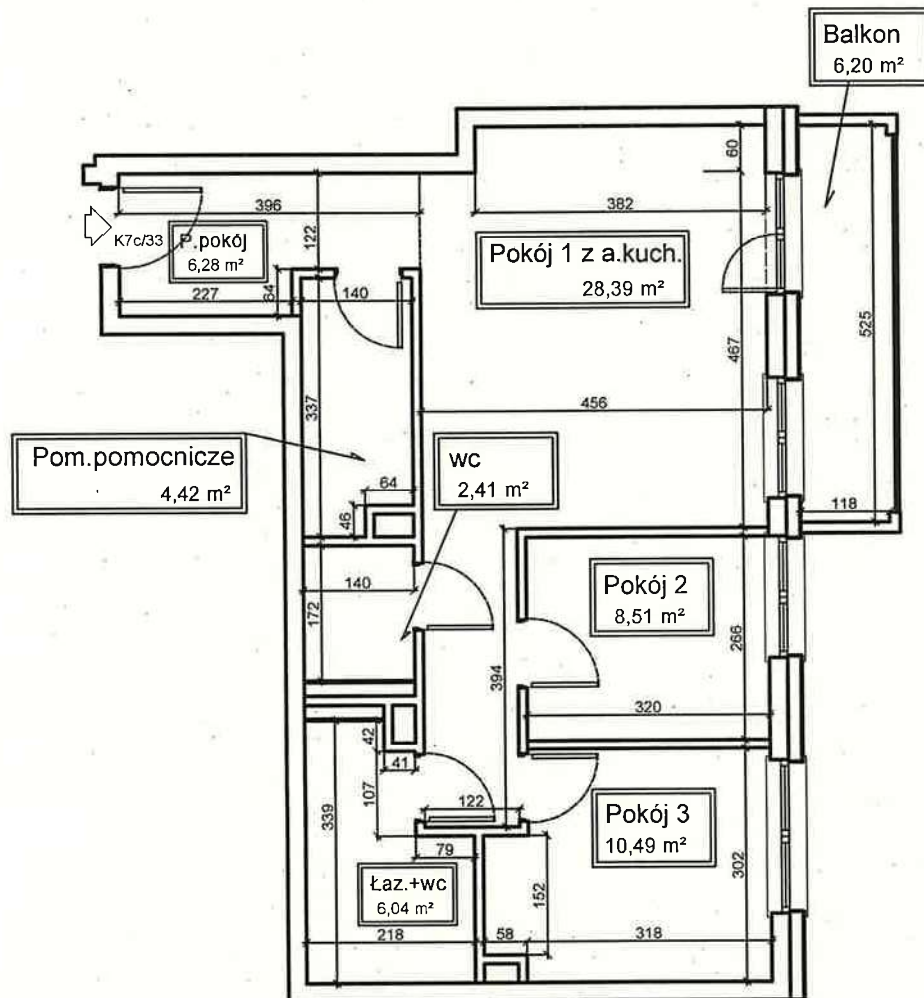 Balkon
6,20 m²
60
396
382
K7c/33
P.pokój
6,28 m²
122
Pokój 1 z a.kuch.
28,39 m²
227
64
140
525
467
337
456
Pom.pomocnicze
4,42 m²
wc
2,41 m²
64
46
118
140
172
Pokój 2
8,51 m²
266
394
320
42
41
107
122
339
Pokój 3
10,49 m²
302
79
Łaz.+wc
6,04 m²
152
218
58
318